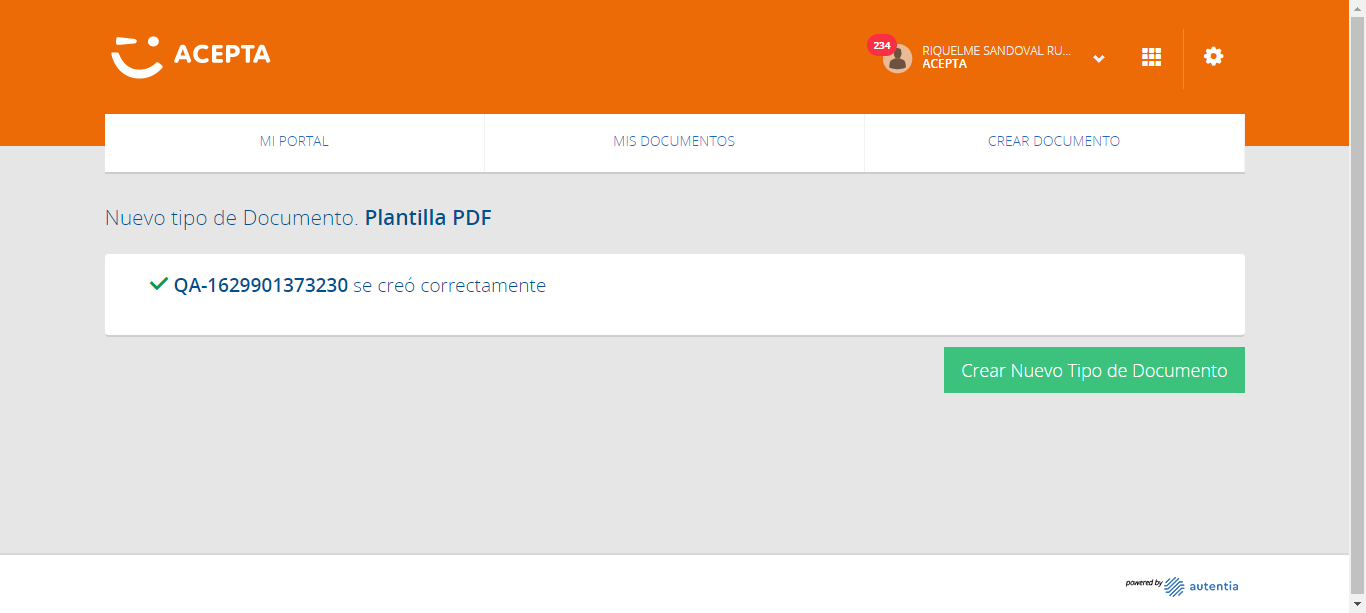 ACEPTA
234
RIQUELME SANDOVAL RU...
ACEPTA
MI PORTAL
MIS DOCUMENTOS
CREAR DOCUMENTO
Nuevo tipo de Documento. Plantilla PDF
QA-1629901373230 se creó correctamente
Crear Nuevo Tipo de Documento
powered by autentia